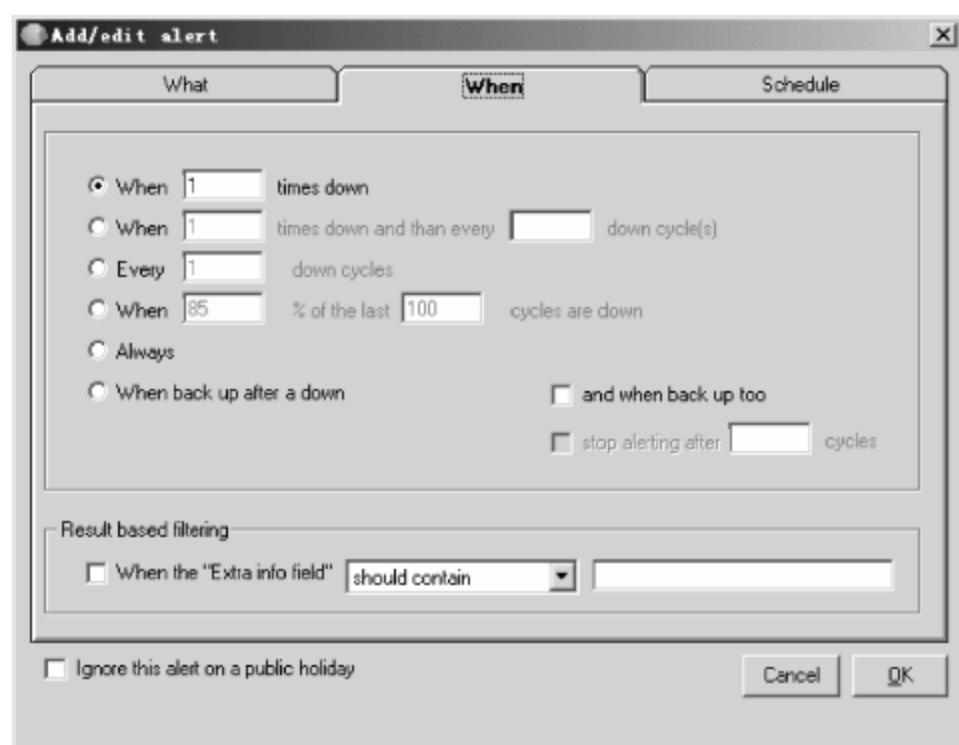 Add/edit alert
What When Schedule
When 1 times down
When 1 times down and than every down cycle(s)
Every 1 down cycles
When 85 % of the last 100 cycles are down
Always
When back up after a down and when back up too
stop alerting after cycles
Result based filtering
When the "Extra info field" should contain
Ignore this alert on a public holiday
Cancel OK